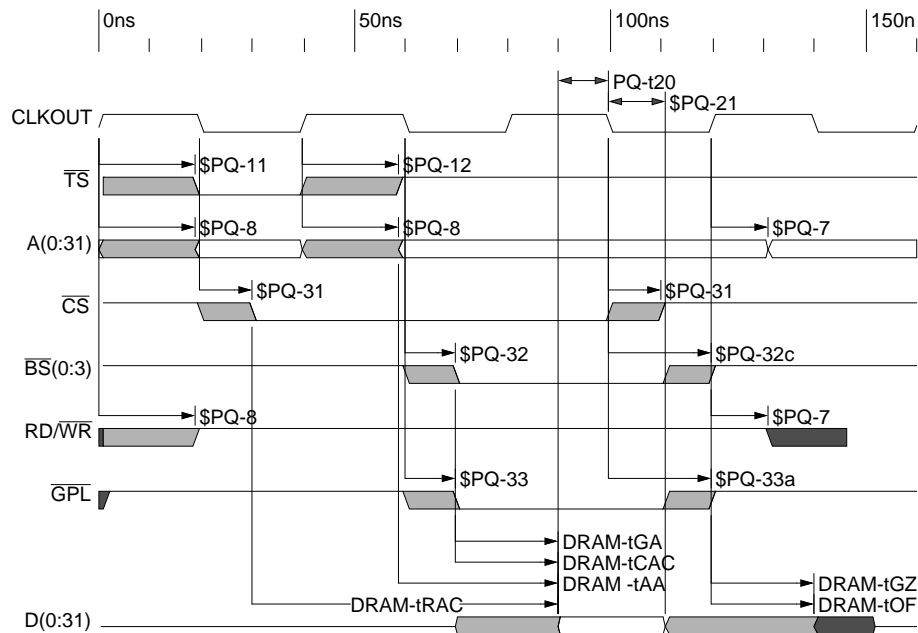 0ns 50ns 100ns 150n
PQ-t20
$PQ-21
CLKOUT
$PQ-11 $PQ-12
TS
$PQ-8 $PQ-8 $PQ-7
A(0:31)
$PQ-31 $PQ-31
CS
$PQ-32 $PQ-32c
BS(0:3)
$PQ-8 $PQ-7
RD/WR
$PQ-33 $PQ-33a
GPL
DRAM-tGA
DRAM-tCAC
DRAM -tAA DRAM-tGZ
DRAM-tRAC DRAM-tOF
D(0:31)